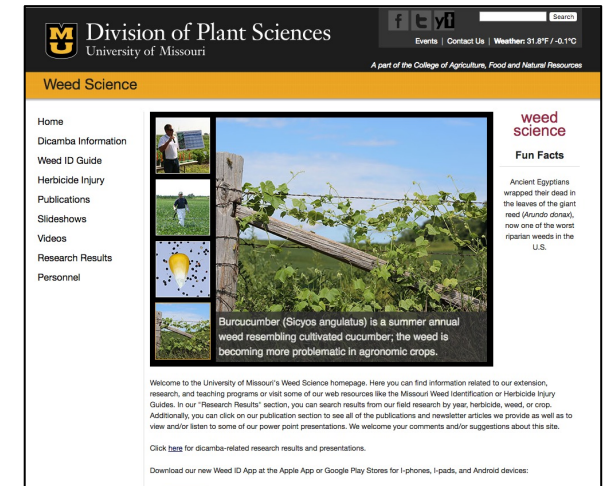 Division of Plant Sciences
University of Missouri
Search
Events | Contact Us | Weather: 31.8°F / -0.1°C
A part of the College of Agriculture, Food and Natural Resources
Weed Science
Home
Dicamba Information
Weed ID Guide
Herbicide Injury
Publications
Slideshows
Videos
Research Results
Personnel
Burcucumber (Sicyos angulatus) is a summer annual
weed resembling cultivated cucumber; the weed is
becoming more problematic in agronomic crops.
weed
science
Fun Facts
Ancient Egyptians
wrapped their dead in
the leaves of the giant
reed (Arundo donax),
now one of the worst
riparian weeds in the
U.S.
Welcome to the University of Missouri's Weed Science homepage. Here you can find information related to our extension,
research, and teaching programs or visit some of our web resources like the Missouri Weed Identification or Herbicide Injury
Guides. In our "Research Results" section, you can search results from our field research by year, herbicide, weed, or crop.
Additionally, you can click on our publication section to see all of the publications and newsletter articles we provide as well as to
view and/or listen to some of our power point presentations. We welcome your comments and/or suggestions about this site.
Click here for dicamba-related research results and presentations.
Download our new Weed ID App at the Apple App or Google Play Stores for I-phones, I-pads, and Android devices: